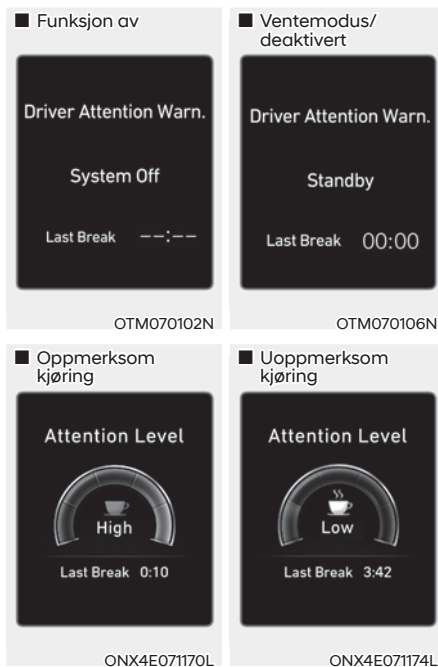 ■ Funksjon av
Driver Attention Warn.
System Off
Last Break --:--
OTM070102N
■ Ventemodus/
deaktivert
Driver Attention Warn.
Standby
Last Break 00:00
OTM070106N
■ Oppmerksom
kjøring
Attention Level
High
Last Break 0:10
ONX4E071170L
■ Uoppmerksom
kjøring
Attention Level
Low
Last Break 3:42
ONX4E071174L